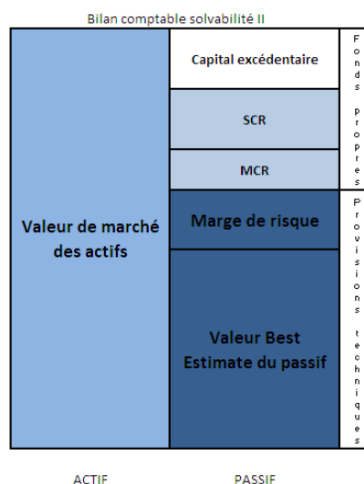 Bilan comptable solvabilité II
Capital excédentaire
SCR
MCR
Fonds propres
Valeur de marché
des actifs
Marge de risque
Valeur Best
Estimate du passif
Provisions techniques
ACTIF
PASSIF